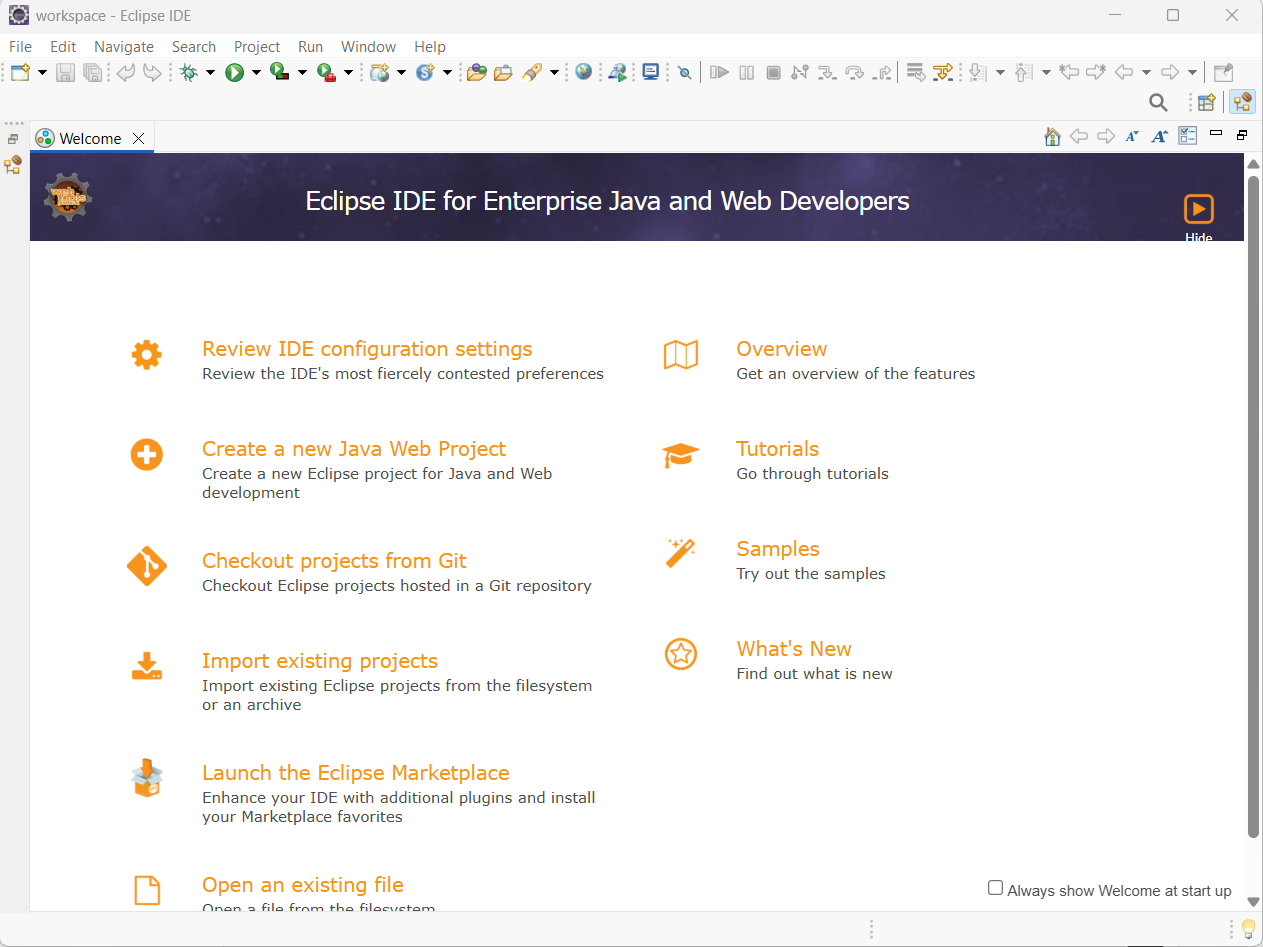 workspace - Eclipse IDE
File Edit Navigate Search Project Run Window Help
Welcome
Eclipse IDE for Enterprise Java and Web Developers
Hide
Review IDE configuration settings
Review the IDE's most fiercely contested preferences
Create a new Java Web Project
Create a new Eclipse project for Java and Web
development
Checkout projects from Git
Checkout Eclipse projects hosted in a Git repository
Import existing projects
Import existing Eclipse projects from the filesystem
or an archive
Launch the Eclipse Marketplace
Enhance your IDE with additional plugins and install
your Marketplace favorites
Open an existing file
Open a file from the filesystem
Overview
Get an overview of the features
Tutorials
Go through tutorials
Samples
Try out the samples
What's New
Find out what is new
Always show Welcome at start up